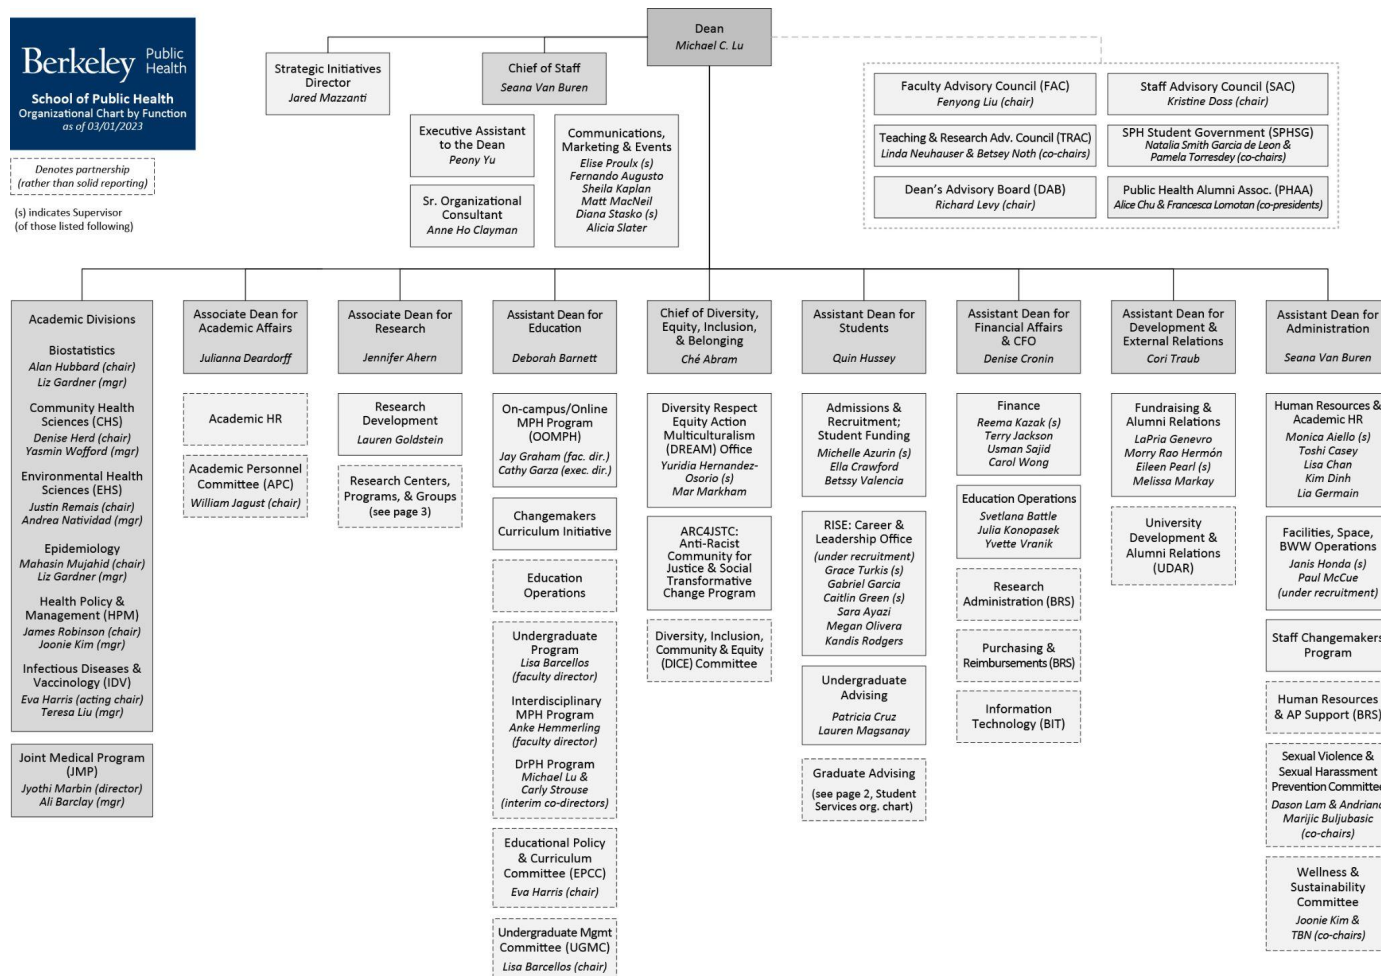 Berkeley Public
Health
School of Public Health
Organizational Chart by Function
as of 03/01/2023
Denotes partnership
(rather than solid reporting)
(s) indicates Supervisor
(of those listed following)
Dean
Michael C. Lu
Strategic Initiatives
Director
Jared Mazzanti
Chief of Staff
Seana Van Buren
Executive Assistant
to the Dean
Peony Yu
Sr. Organizational
Consultant
Anne Ho Clayman
Communications,
Marketing & Events
Elise Proulx (s)
Fernando Augusto
Sheila Kaplan
Matt MacNeil
Diana Stasko (s)
Alicia Slater
Faculty Advisory Council (FAC)
Fenyong Liu (chair)
Staff Advisory Council (SAC)
Kristine Doss (chair)
Teaching & Research Adv. Council (TRAC)
Linda Neuhauser & Betsey Noth (co-chairs)
SPH Student Government (SPHSG)
Natalia Smith Garcia de Leon &
Pamela Torresdey (co-chairs)
Dean's Advisory Board (DAB)
Richard Levy (chair)
Public Health Alumni Assoc. (PHAA)
Alice Chu & Francesca Lomotan (co-presidents)
Academic Divisions
Biostatistics
Alan Hubbard (chair)
Liz Gardner (mgr)
Community Health
Sciences (CHS)
Denise Herd (chair)
Yasmin Wofford (mgr)
Environmental Health
Sciences (EHS)
Justin Remais (chair)
Andrea Natividad (mgr)
Epidemiology
Mahasin Mujahid (chair)
Liz Gardner (mgr)
Health Policy &
Management (HPM)
James Robinson (chair)
Joonie Kim (mgr)
Infectious Diseases &
Vaccinology (IDV)
Eva Harris (acting chair)
Teresa Liu (mgr)
Joint Medical Program
(JMP)
Jyothi Marbin (director)
Ali Barclay (mgr)
Associate Dean for
Academic Affairs
Julianna Deardorff
Academic HR
Academic Personnel
Committee (APC)
William Jagust (chair)
Associate Dean for
Research
Jennifer Ahern
Research
Development
Lauren Goldstein
Research Centers,
Programs, & Groups
(see page 3)
Assistant Dean for
Education
Deborah Barnett
On-campus/Online
MPH Program
(OOMPH)
Jay Graham (fac. dir.)
Cathy Garza (exec. dir.)
Changemakers
Curriculum Initiative
Education
Operations
Undergraduate
Program
Lisa Barcellos
(faculty director)
Interdisciplinary
MPH Program
Anke Hemmerling
(faculty director)
DrPH Program
Michael Lu &
Carly Strouse
(interim co-directors)
Educational Policy
& Curriculum
Committee (EPCC)
Eva Harris (chair)
Undergraduate Mgmt
Committee (UGMC)
Lisa Barcellos (chair)
Chief of Diversity,
Equity, Inclusion,
& Belonging
Ché Abram
Diversity Respect
Equity Action
Multiculturalism
(DREAM) Office
Yuridia Hernandez-
Osorio (s)
Mar Markham
ARC4JSTC:
Anti-Racist
Community for
Justice & Social
Transformative
Change Program
Diversity, Inclusion,
Community & Equity
(DICE) Committee
Assistant Dean for
Students
Quin Hussey
Admissions &
Recruitment;
Student Funding
Michelle Azurin (s)
Ella Crawford
Betssy Valencia
RISE: Career &
Leadership Office
(under recruitment)
Grace Turkis (s)
Gabriel Garcia
Caitlin Green (s)
Sara Ayazi
Megan Olivera
Kandis Rodgers
Undergraduate
Advising
Patricia Cruz
Lauren Magsanay
Graduate Advising
(see page 2, Student
Services org. chart)
Assistant Dean for
Financial Affairs
& CFO
Denise Cronin
Finance
Reema Kazak (s)
Terry Jackson
Usman Sajid
Carol Wong
Education Operations
Svetlana Battle
Julia Konopasek
Yvette Vranik
Research
Administration (BRS)
Purchasing &
Reimbursements (BRS)
Information
Technology (BIT)
Assistant Dean for
Development &
External Relations
Cori Traub
Fundraising &
Alumni Relations
LaPria Genevro
Morry Rao Hermón
Eileen Pearl (s)
Melissa Markay
University
Development &
Alumni Relations
(UDAR)
Assistant Dean for
Administration
Seana Van Buren
Human Resources &
Academic HR
Monica Aiello (s)
Toshi Casey
Lisa Chan
Kim Dinh
Lia Germain
Facilities, Space,
BWW Operations
Janis Honda (s)
Paul McCue
(under recruitment)
Staff Changemakers
Program
Human Resources
& AP Support (BRS)
Sexual Violence &
Sexual Harassment
Prevention Committee
Dason Lam & Andriana
Marijic Buljubasic
(co-chairs)
Wellness &
Sustainability
Committee
Joonie Kim &
TBN (co-chairs)